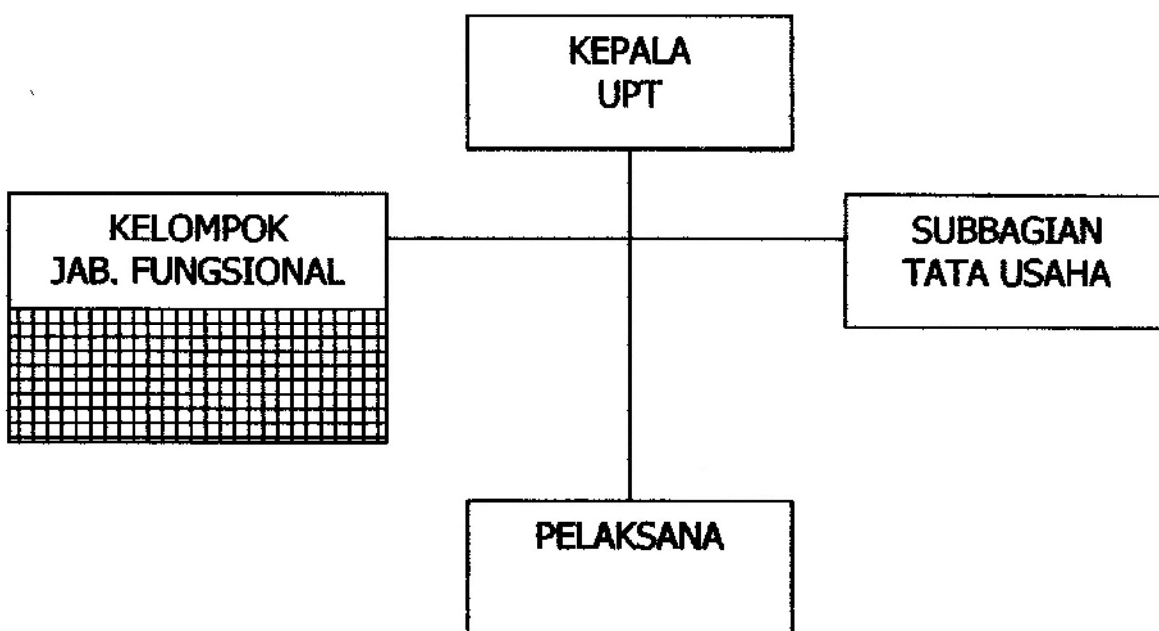 KEPALA
UPT
KELOMPOK
JAB. FUNGSIONAL
SUBBAGIAN
TATA USAHA
PELAKSANA